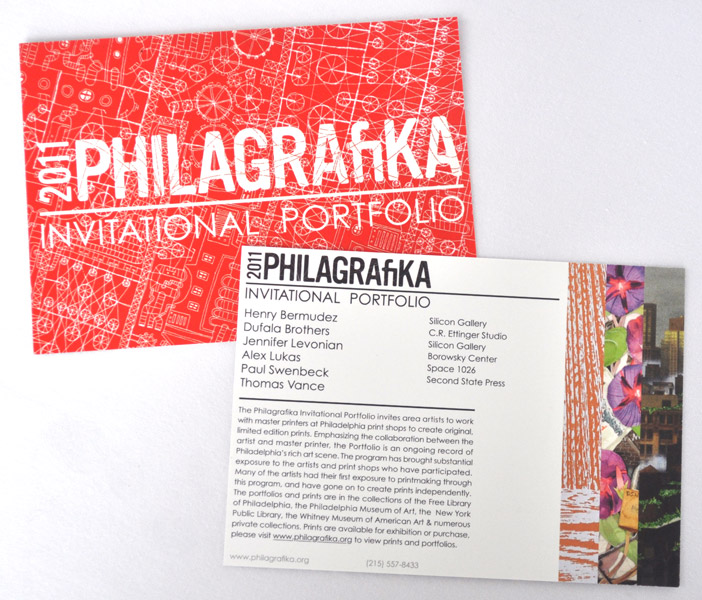 2011 PHILAGRAfiKA
INVITATIONAL PORTFOLIO
2011 PHILAGRAfiKA
INVITATIONAL PORTFOLIO
Henry Bermudez
Dufala Brothers
Jennifer Levonian
Alex Lukas
Paul Swenbeck
Thomas Vance
Silicon Gallery
C.R. Ettinger Studio
Silicon Gallery
Borowsky Center
Space 1026
Second State Press
The Philagrafika Invitational Portfolio invites area artists to work
with master printers at Philadelphia print shops to create original,
limited edition prints. Emphasizing the collaboration between the
artist and master printer, the Portfolio is an ongoing record of
Philadelphia's rich art scene. The program has brought substantial
exposure to the artists and print shops who have participated.
Many of the artists had their first exposure to printmaking through
this program, and have gone on to create prints independently.
The portfolios and prints are in the collections of the Free Library
of Philadelphia, the Philadelphia Museum of Art, the New York
Public Library, the Whitney Museum of American Art & numerous
private collections. Prints are available for exhibition or purchase,
please visit www.philagrafika.org to view prints and portfolios.
www.philagrafika.org (215) 557-8433